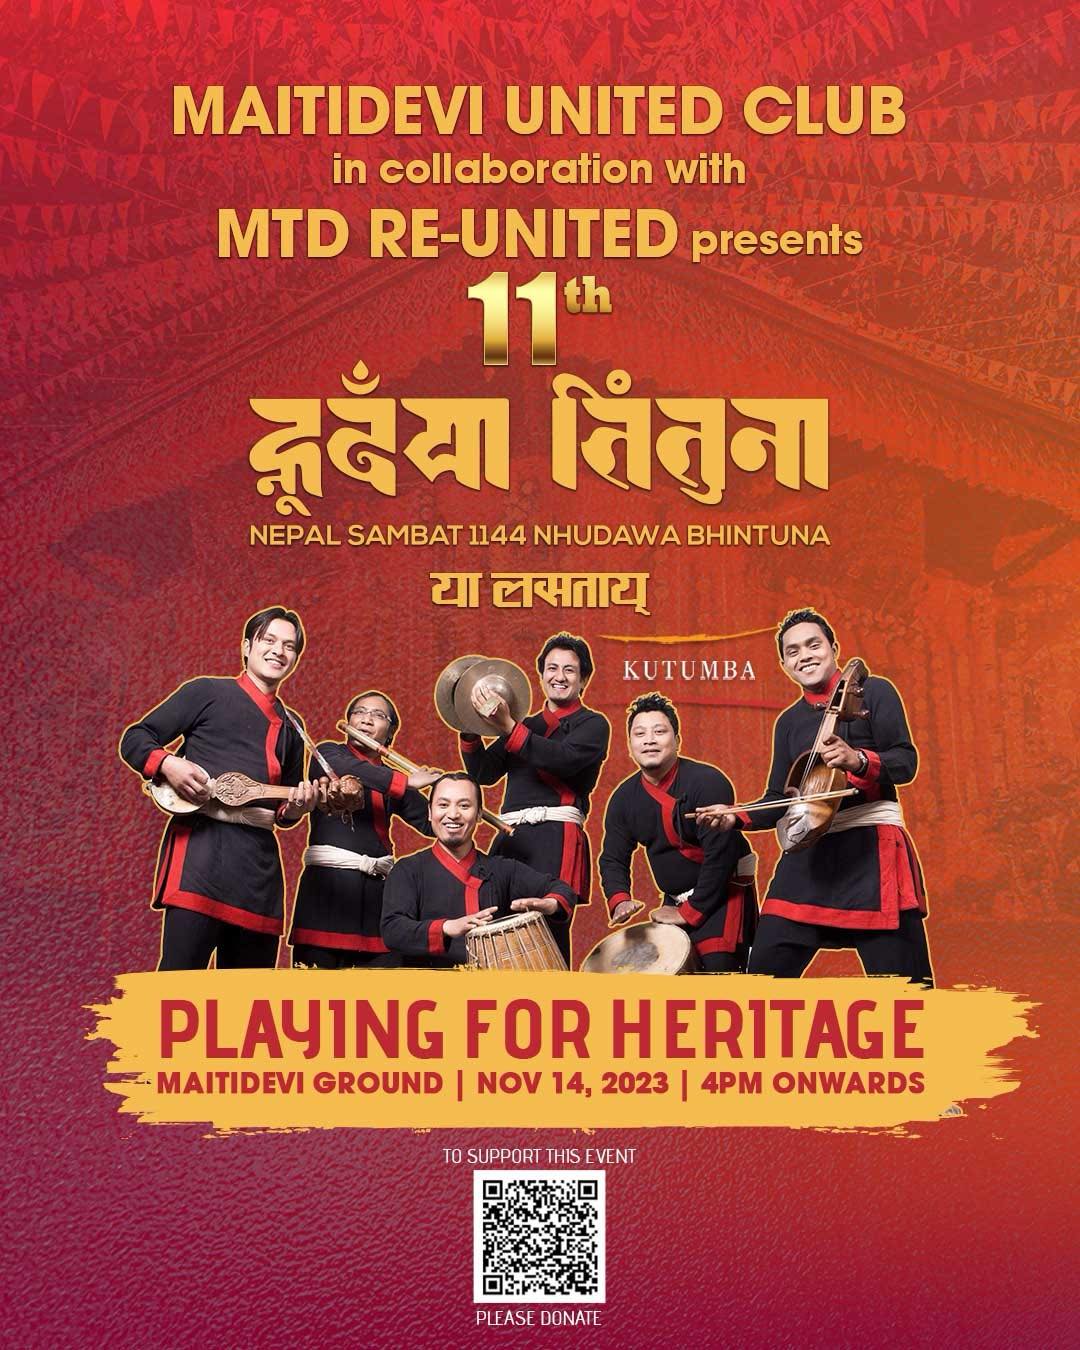 MAITIDEVI UNITED CLUB
in collaboration with
MTD RE-UNITED presents
11th
न्हूदँया भिंतुना
NEPAL SAMBAT 1144 NHUDAWA BHINTUNA
या लसताय्
KUTUMBA
PLAYING FOR HERITAGE
MAITIDEVI GROUND | NOV 14, 2023 | 4PM ONWARDS
TO SUPPORT THIS EVENT
PLEASE DONATE